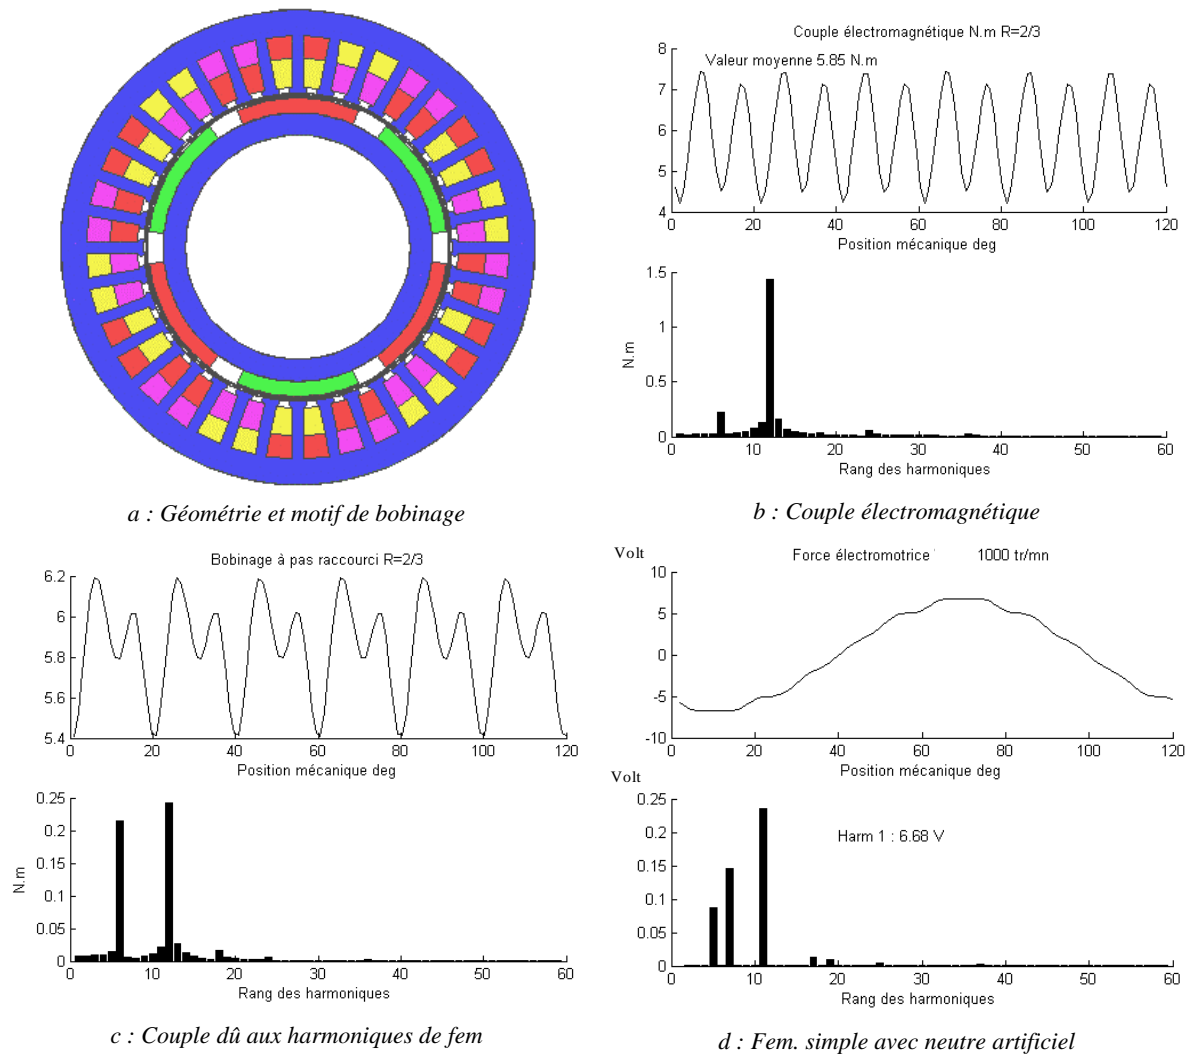 a : Géométrie et motif de bobinage
Couple électromagnétique N.m R=2/3
Valeur moyenne 5.85 N.m
8
7
6
5
4
0 20 40 60 80 100 120
Position mécanique deg
1.5
1
0.5
0
N.m
0 10 20 30 40 50 60
Rang des harmoniques
b : Couple électromagnétique
Bobinage à pas raccourci R=2/3
6.2
6
5.8
5.6
5.4
0 20 40 60 80 100 120
Position mécanique deg
0.25
0.2
0.15
0.1
0.05
0
N.m
0 10 20 30 40 50 60
Rang des harmoniques
c : Couple dû aux harmoniques de fem
Volt
Force électromotrice 1000 tr/mn
10
5
0
-5
-10
0 20 40 60 80 100 120
Position mécanique deg
Volt
0.25
0.2
0.15
0.1
0.05
0
Harm 1 : 6.68 V
0 10 20 30 40 50 60
Rang des harmoniques
d : Fem. simple avec neutre artificiel